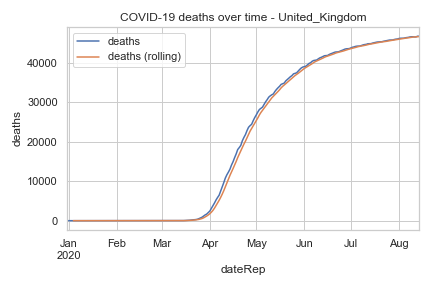 COVID-19 deaths over time - United_Kingdom
deaths
deaths (rolling)
40000
30000
20000
10000
0
deaths
Jan Feb Mar Apr May Jun Jul Aug
2020
dateRep